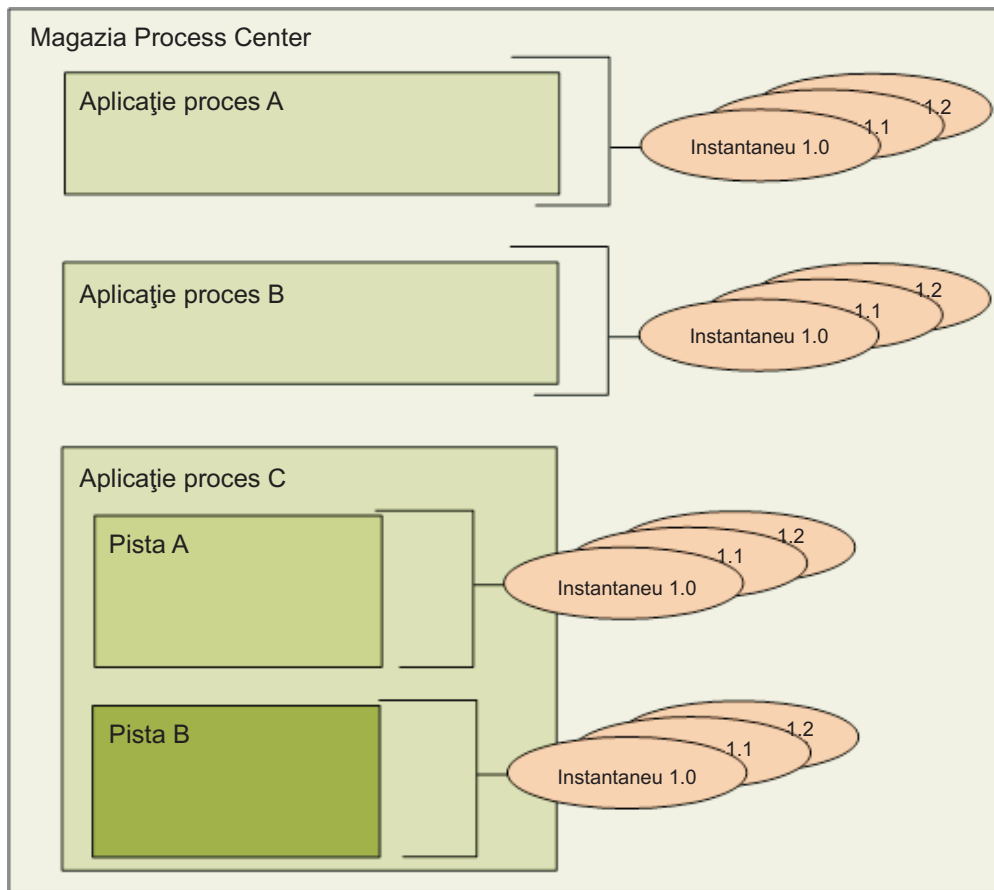 Magazia Process Center
Aplicaţie proces A
1.2
1.1
Instantaneu 1.0
Aplicaţie proces B
1.2
1.1
Instantaneu 1.0
Aplicaţie proces C
Pista A
1.2
1.1
Instantaneu 1.0
Pista B
1.2
1.1
Instantaneu 1.0